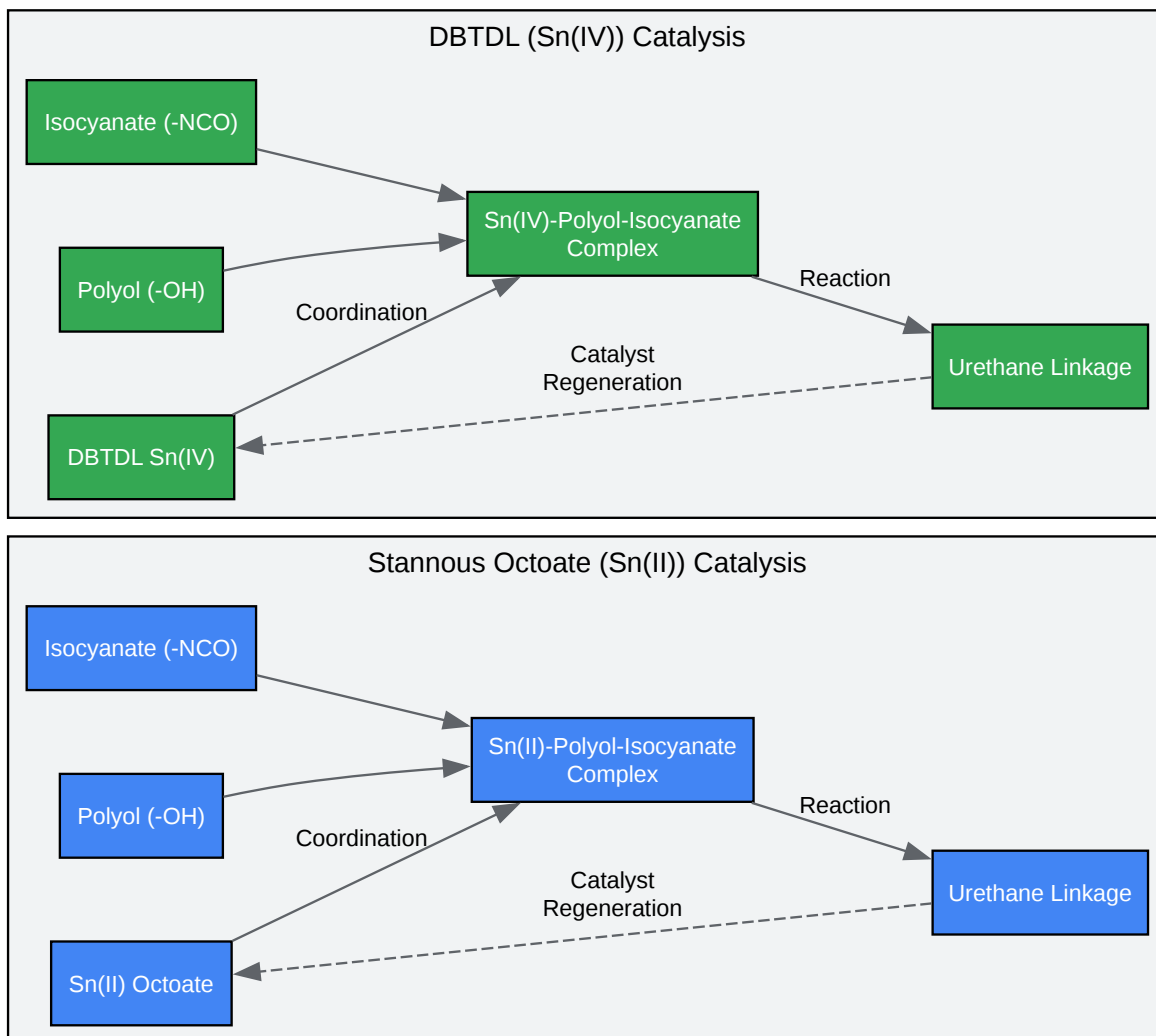 DBTDL (Sn(IV)) Catalysis
Isocyanate (-NCO)
Sn(IV)-Polyol-Isocyanate
Complex
Polyol (-OH)
Reaction
Coordination
Catalyst
Regeneration
Urethane Linkage
DBTDL Sn(IV)
Stannous Octoate (Sn(II)) Catalysis
Isocyanate (-NCO)
Sn(II)-Polyol-Isocyanate
Complex
Polyol (-OH)
Reaction
Coordination
Catalyst
Regeneration
Urethane Linkage
Sn(II) Octoate